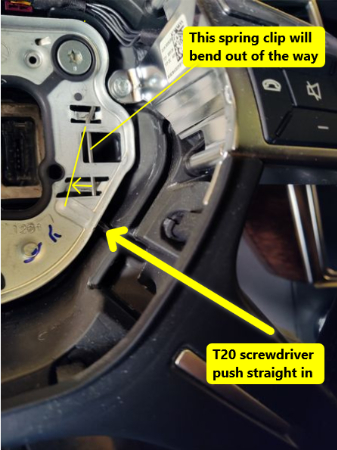 This spring clip will
bend out of the way
T20 screwdriver
push straight in